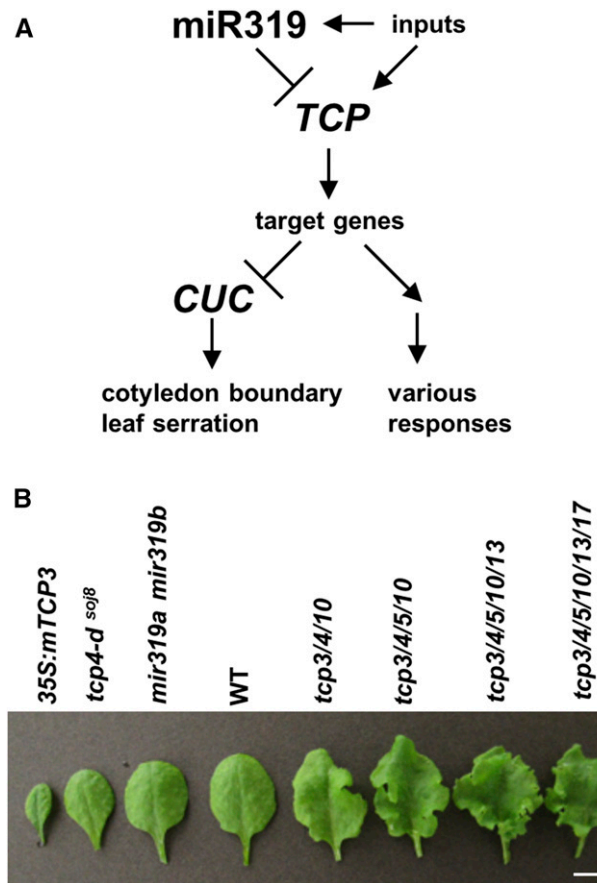 A
miR319
inputs
TCP
target genes
CUC
cotyledon boundary
leaf serration
various
responses
B
35S:mTCP3
tcp4-d soj8
mir319a mir319b
WT
tcp3/4/10
tcp3/4/5/10
tcp3/4/5/10/13
tcp3/4/5/10/13/17